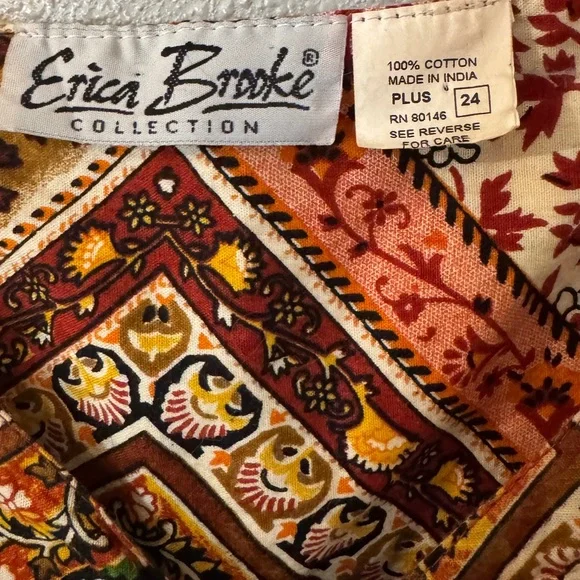 Erica Brooke®
COLLECTION
100% COTTON
MADE IN INDIA
PLUS 24
RN 80146
SEE REVERSE
FOR CARE